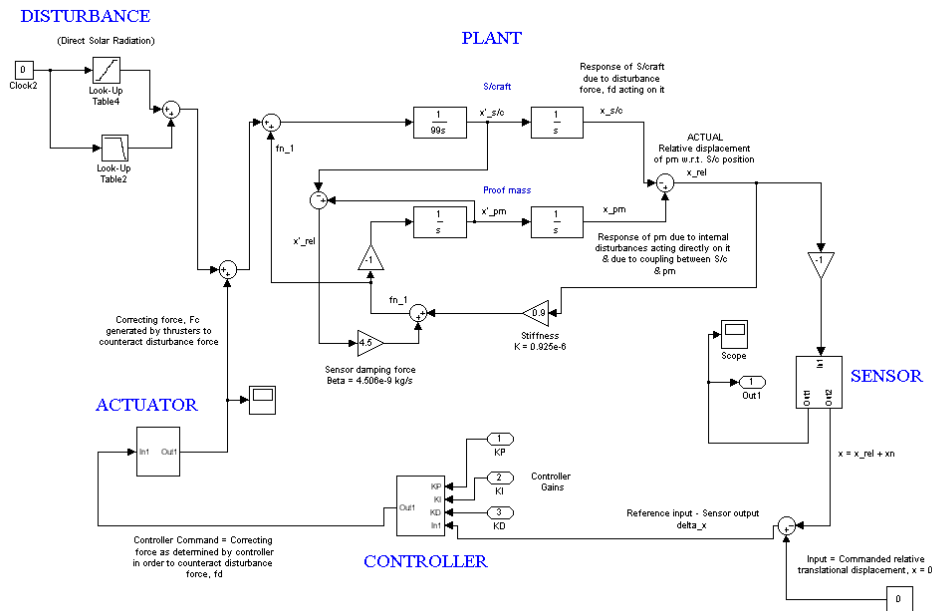 DISTURBANCE
(Direct Solar Radiation)
0
Clock2
Look-Up
Table4
Look-Up
Table2
PLANT
S/craft
1
99s
x'_s/c
1
s
x_s/c
Response of S/craft
due to disturbance
force, fd acting on it
fn_1
ACTUAL
Relative displacement
of pm w.r.t. S/c position
x_rel
Proof mass
x'_rel
-1
1
s
x'_pm
1
s
x_pm
Response of pm due to internal
disturbances acting directly on it
& due to coupling between S/c
& pm
-1
fn_1
0.9
Stiffness
K = 0.925e-6
4.5
Sensor damping force
Beta = 4.506e-9 kg/s
Correcting force, Fc
generated by thrusters to
counteract disturbance force
Scope
1
Out1
In1
Out1
Out2
SENSOR
x = x_rel + xn
ACTUATOR
In1
Out1
1
KP
2
KI
3
KD
Controller
Gains
Out1
KP
KI
KD
In1
CONTROLLER
Controller Command = Correcting
force as determined by controller
in order to counteract disturbance
force, fd
Reference input - Sensor output
delta_x
Input = Commanded relative
translational displacement, x = 0
0